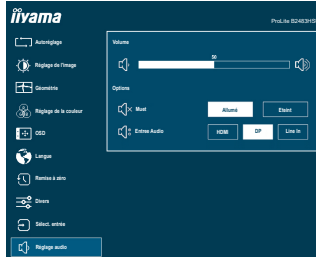 iiyama
ProLite B2483HS
Autoréglage
Réglage de l'image
Géométrie
Réglage de la couleur
OSD
Langue
Remise à zéro
Divers
Sélect. entrée
Réglage audio
Volume
50
Options
Muet
Allumé
Eteint
Entree Audio
HDMI
DP
Line In